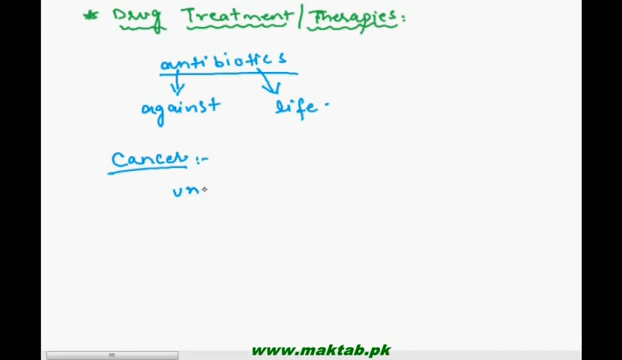 * Drug Treatment/Therapies:
antibiotics
against life.
Cancer :-
un
www.maktab.pk